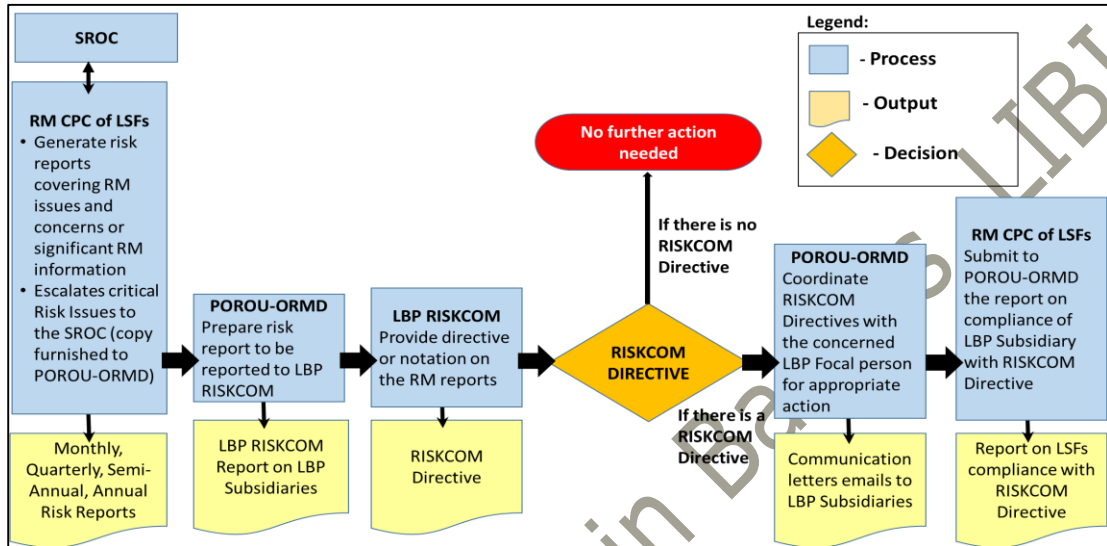 SROC
RM CPC of LSFs
• Generate risk
reports
covering RM
issues and
concerns or
significant RM
information
• Escalates critical
Risk Issues to
the SROC (copy
furnished to
POROU-ORMD)
Monthly,
Quarterly, Semi-
Annual, Annual
Risk Reports
POROU-ORMD
Prepare risk
report to be
reported to LBP
RISKCOM
LBP RISKCOM
Report on LBP
Subsidiaries
LBP RISKCOM
Provide directive
or notation on
the RM reports
RISKCOM
Directive
No further action
needed
If there is no
RISKCOM
Directive
RISKCOM
DIRECTIVE
If there is a
RISKCOM
Directive
Legend:
- Process
- Output
- Decision
POROU-ORMD
Coordinate
RISKCOM
Directives with
the concerned
LBP Focal person
for appropriate
action
Communication
letters emails to
LBP Subsidiaries
RM CPC of LSFs
Submit to
POROU-ORMD
the report on
compliance of
LBP Subsidiary
with RISKCOM
Directive
Report on LSFs
compliance with
RISKCOM
Directive